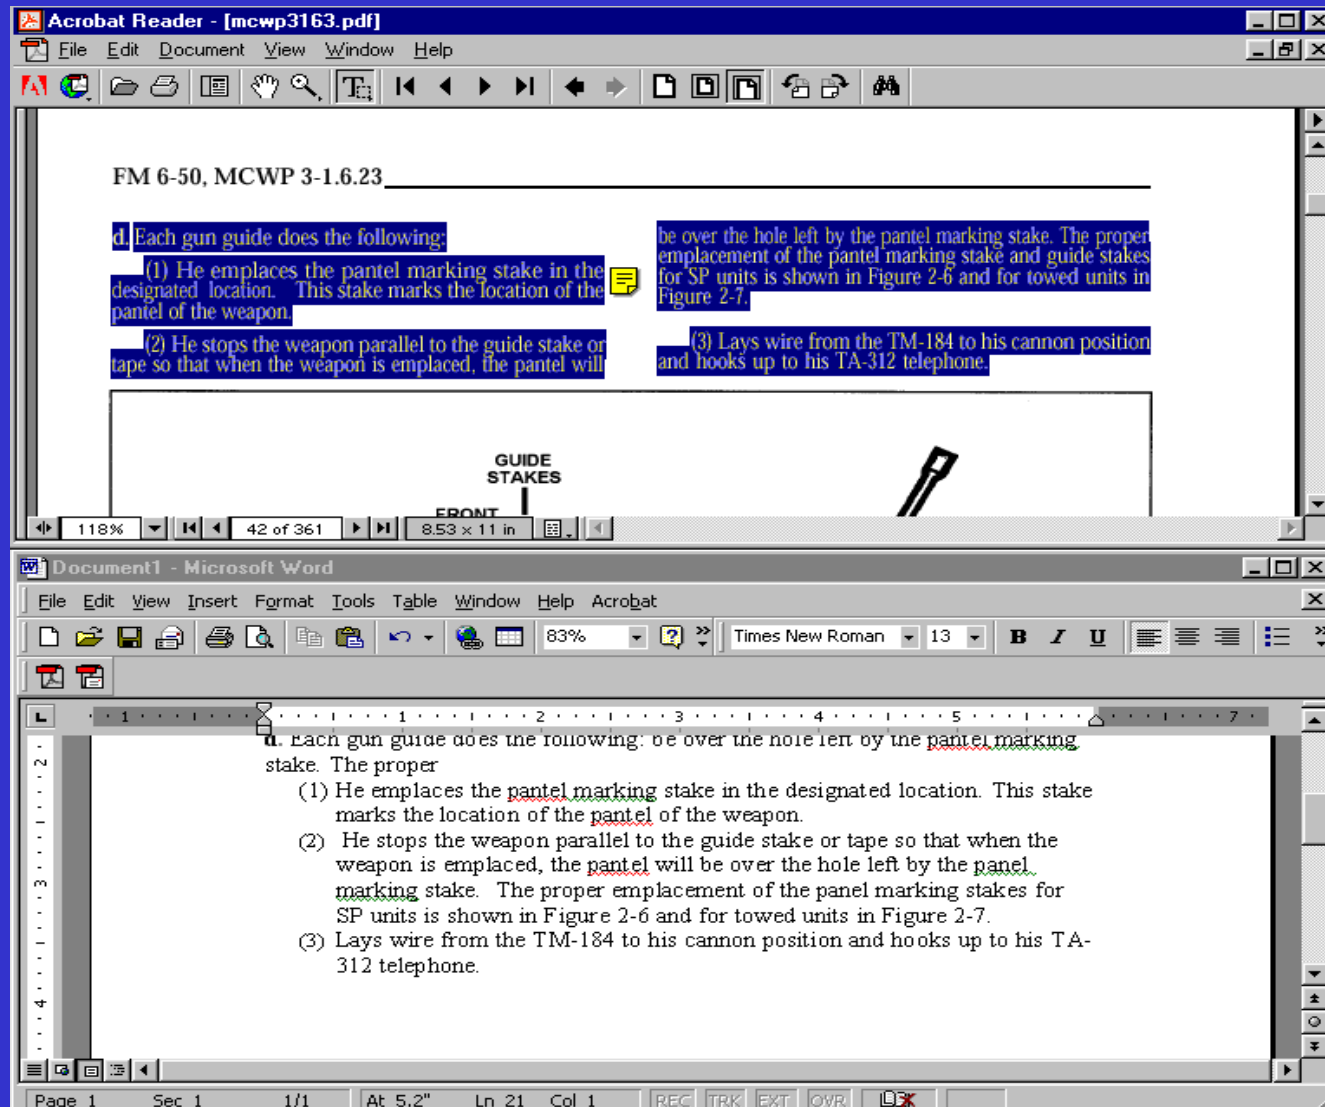 Acrobat Reader - [mcwp3163.pdf]
File Edit Document View Window Help
FM 6-50, MCWP 3-1.6.23
d. Each gun guide does the following:
(1) He emplaces the pantel marking stake in the
designated location. This stake marks the location of the
pantel of the weapon.
(2) He stops the weapon parallel to the guide stake or
tape so that when the weapon is emplaced, the pantel will
be over the hole left by the pantel marking stake. The proper
emplacement of the pantel marking stake and guide stakes
for SP units is shown in Figure 2-6 and for towed units in
Figure 2-7.
(3) Lays wire from the TM-184 to his cannon position
and hooks up to his TA-312 telephone.
GUIDE
STAKES
FRONT
118% 42 of 361 8.53 x 11 in
Document1 - Microsoft Word
File Edit View Insert Format Tools Table Window Help Acrobat
83% Times New Roman 13 B I U
1 1 2 3 4 5 7
d. Each gun guide does the following: be over the hole left by the pantel marking
stake. The proper
(1) He emplaces the pantel marking stake in the designated location. This stake
marks the location of the pantel of the weapon.
(2) He stops the weapon parallel to the guide stake or tape so that when the
weapon is emplaced, the pantel will be over the hole left by the panel
marking stake. The proper emplacement of the panel marking stakes for
SP units is shown in Figure 2-6 and for towed units in Figure 2-7.
(3) Lays wire from the TM-184 to his cannon position and hooks up to his TA-
312 telephone.
2
3
4
Page 1 Sec 1 1/1 At 5.2" Ln 21 Col 1 REC TRK EXT OVR